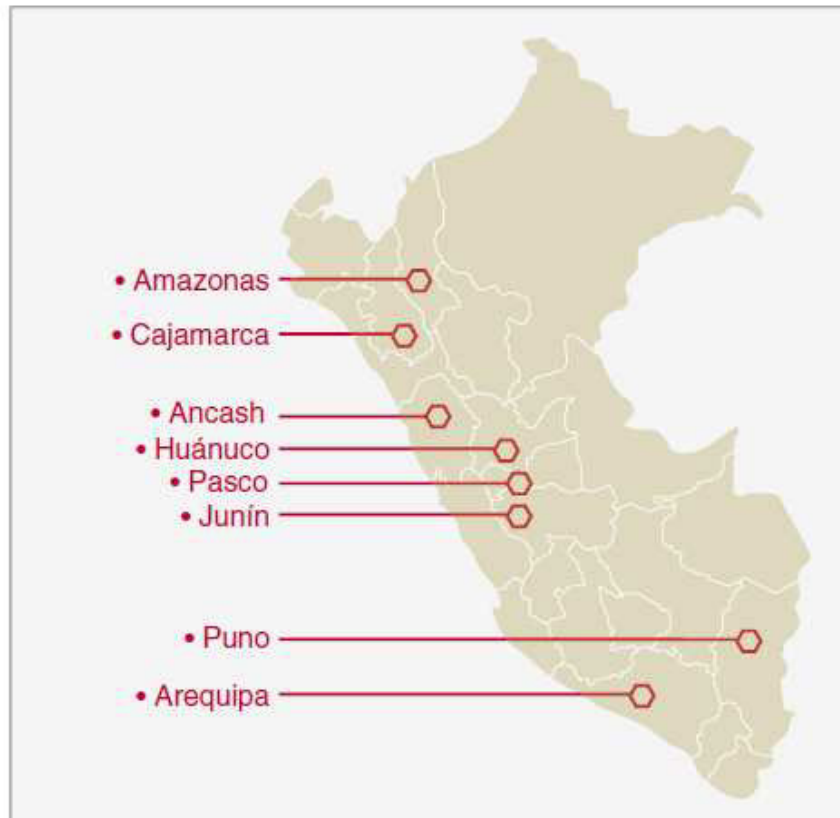 • Amazonas
• Cajamarca
• Ancash
• Huánuco
• Pasco
• Junín
• Puno
• Arequipa